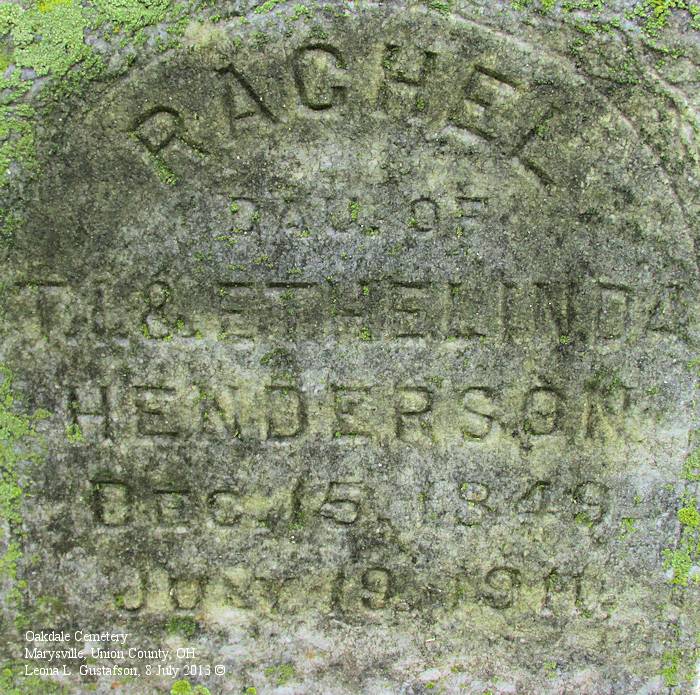 RACHEL
DAU. OF
T. L. & ETHELINDA
HENDERSON
DEC. 15, 1849
JULY 19, 1911.
Oakdale Cemetery
Marysville, Union County, OH
Leona L. Gustafson, 8 July 2013 ©